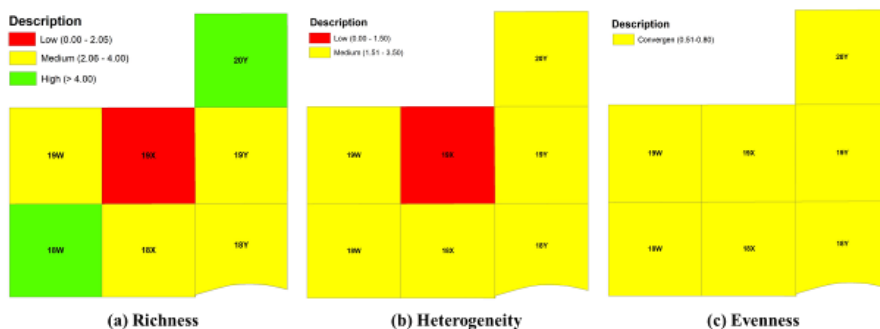 Description
Low (0.00 - 2.05)
Medium (2.06 - 4.00)
High (> 4.00)
20Y
19W
19X
19Y
18W
18X
18Y
(a) Richness
Description
Low (0.00 - 1.50)
Medium (1.51 - 3.50)
20Y
19W
19X
19Y
18W
18X
18Y
(b) Heterogeneity
Description
Convergen (0.51-0.80)
20Y
19W
19X
19Y
18W
18X
18Y
(c) Evenness